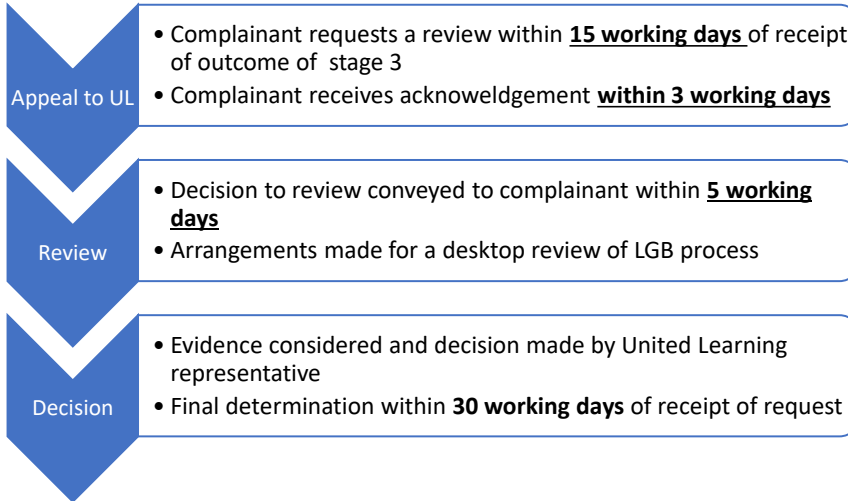 Appeal to UL
• Complainant requests a review within 15 working days of receipt
of outcome of stage 3
• Complainant receives acknoweldgement within 3 working days
Review
• Decision to review conveyed to complainant within 5 working
days
• Arrangements made for a desktop review of LGB process
Decision
• Evidence considered and decision made by United Learning
representative
• Final determination within 30 working days of receipt of request